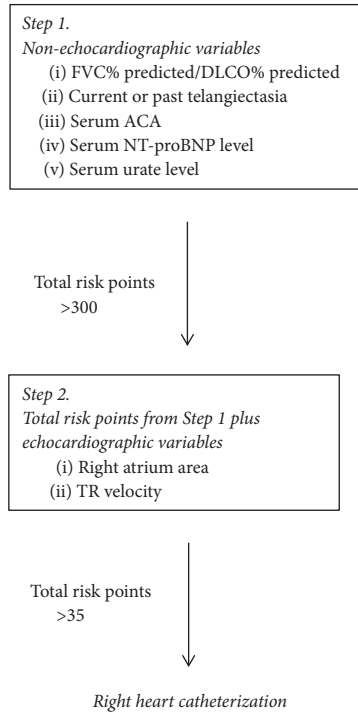 Step 1.
Non-echocardiographic variables
(i) FVC% predicted/DLCO% predicted
(ii) Current or past telangiectasia
(iii) Serum ACA
(iv) Serum NT-proBNP level
(v) Serum urate level
Total risk points
>300
Step 2.
Total risk points from Step 1 plus
echocardiographic variables
(i) Right atrium area
(ii) TR velocity
Total risk points
>35
Right heart catheterization